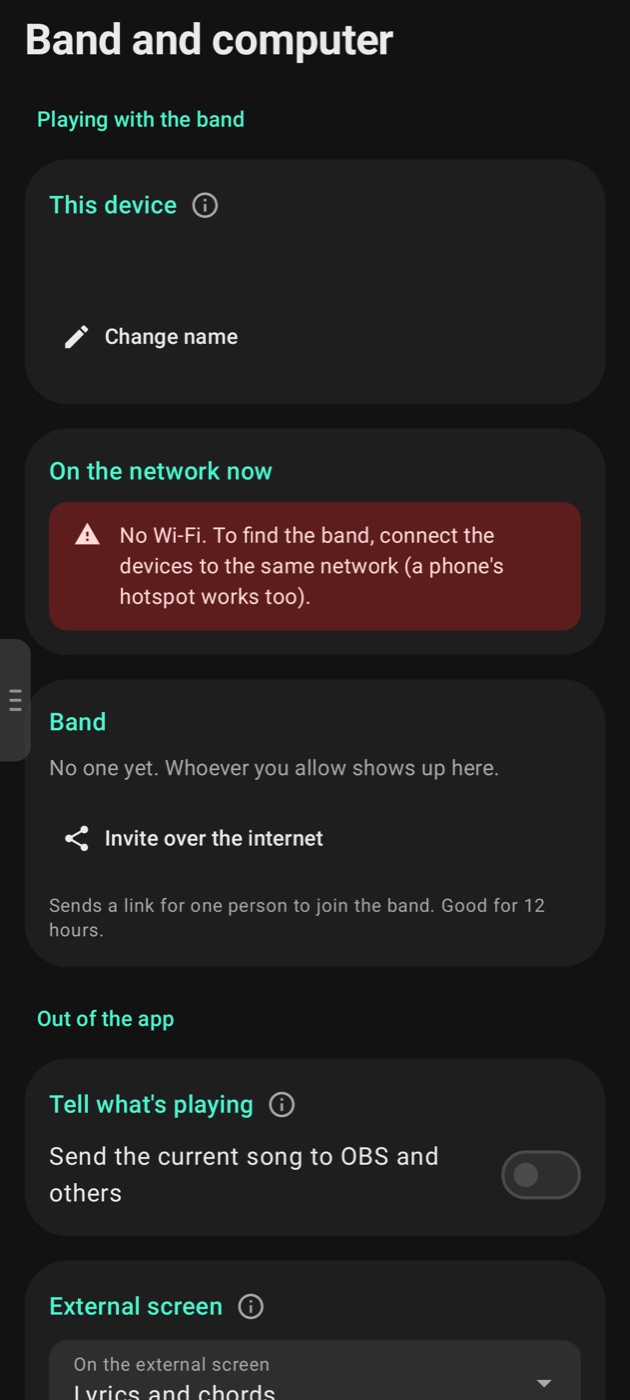 Band and computer
Playing with the band
This device
Change name
On the network now
No Wi-Fi. To find the band, connect the
devices to the same network (a phone's
hotspot works too).
Band
No one yet. Whoever you allow shows up here.
Invite over the internet
Sends a link for one person to join the band. Good for 12
hours.
Out of the app
Tell what's playing
Send the current song to OBS and
others
External screen
On the external screen
Lyrics and chords